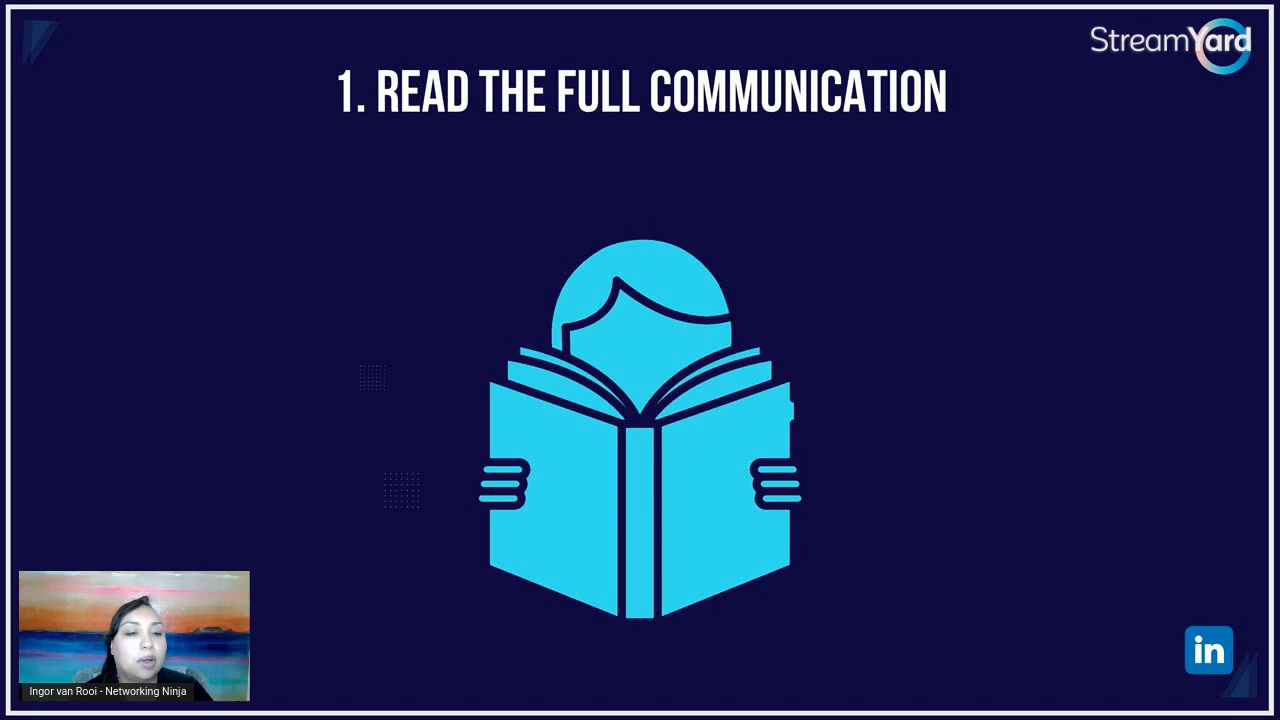 StreamYard
1. READ THE FULL COMMUNICATION
Ingor van Rooi - Networking Ninja
in